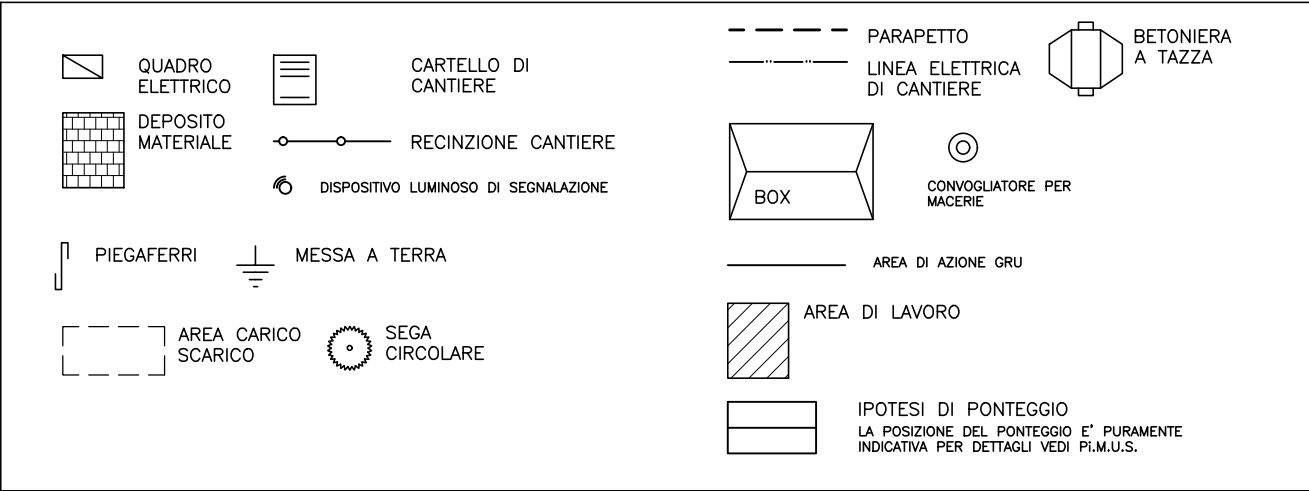 QUADRO
ELETTRICO
CARTELLO DI
CANTIERE
DEPOSITO
MATERIALE
RECINZIONE CANTIERE
DISPOSITIVO LUMINOSO DI SEGNALAZIONE
PIEGAFERRI
MESSA A TERRA
AREA CARICO
SCARICO
SEGA
CIRCOLARE
PARAPETTO
LINEA ELETTRICA
DI CANTIERE
BETONIERA
A TAZZA
BOX
CONVOGLIATORE PER
MACERIE
AREA DI AZIONE GRU
AREA DI LAVORO
IPOTESI DI PONTEGGIO
LA POSIZIONE DEL PONTEGGIO E' PURAMENTE
INDICATIVA PER DETTAGLI VEDI Pi.M.U.S.